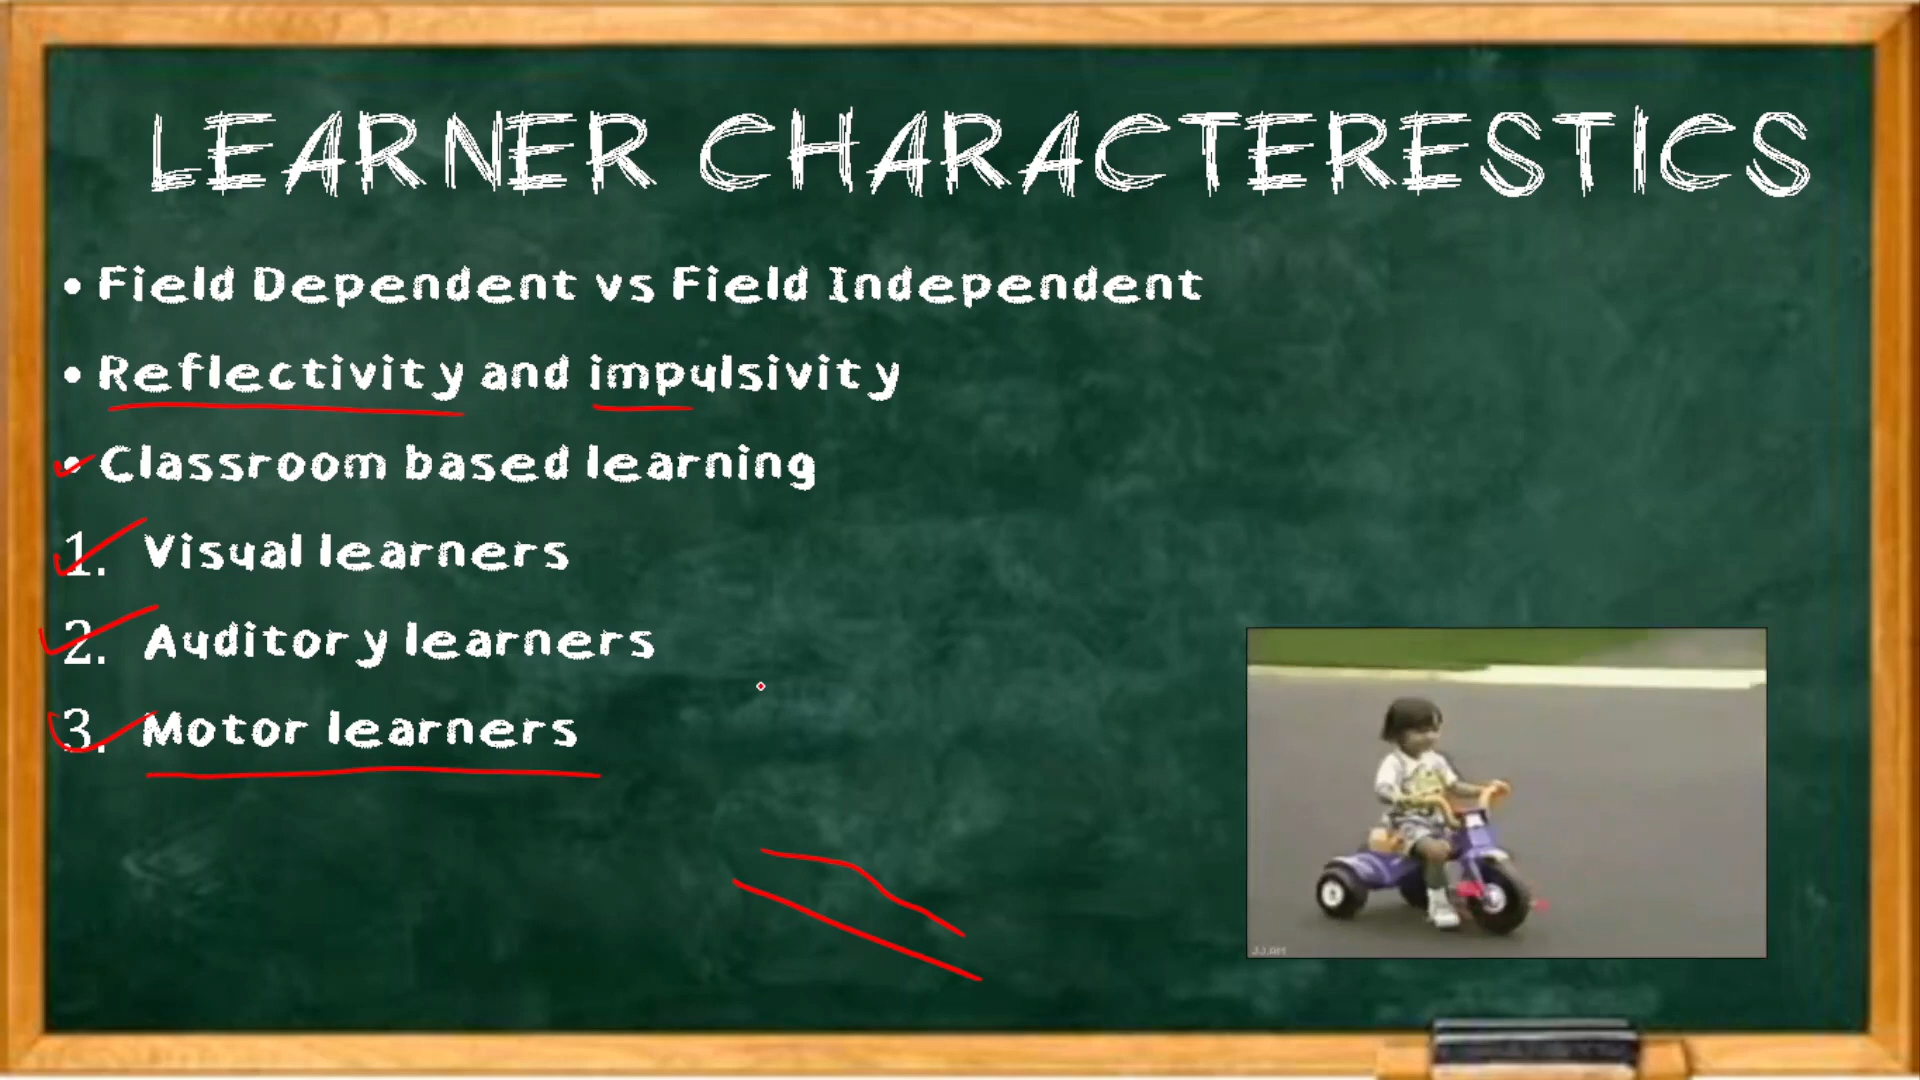 LEARNER CHARACTERESTICS
• Field Dependent vs Field Independent
• Reflectivity and impulsivity
• Classroom based learning
1. Visual learners
2. Auditory learners
3. Motor learners